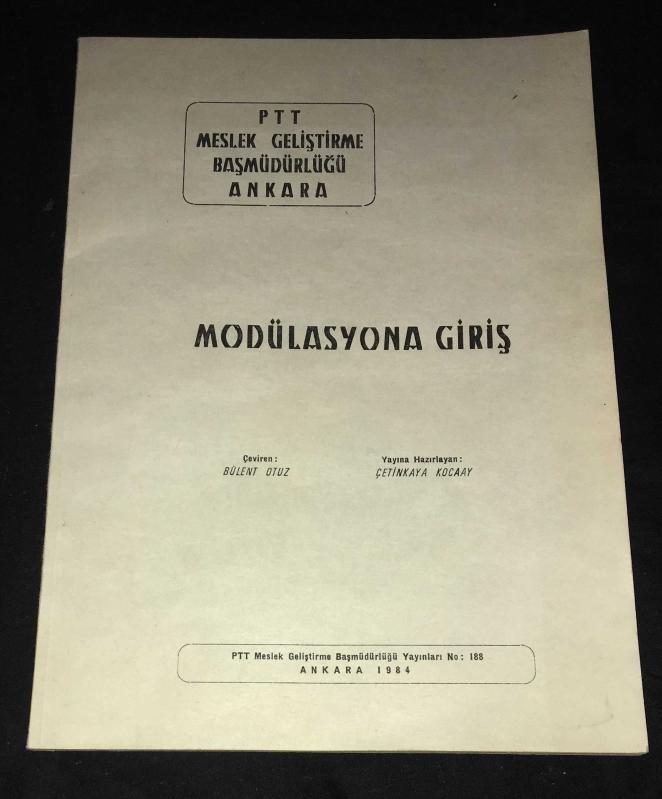 PTT
MESLEK GELİŞTİRME
BAŞMÜDÜRLÜĞÜ
ANKARA
MODÜLASYONA GİRİŞ
Çeviren :
BÜLENT OTUZ
Yayına Hazırlayan :
ÇETİNKAYA KOCAAY
PTT Meslek Geliştirme Başmüdürlüğü Yayınları No : 188
ANKARA 1984